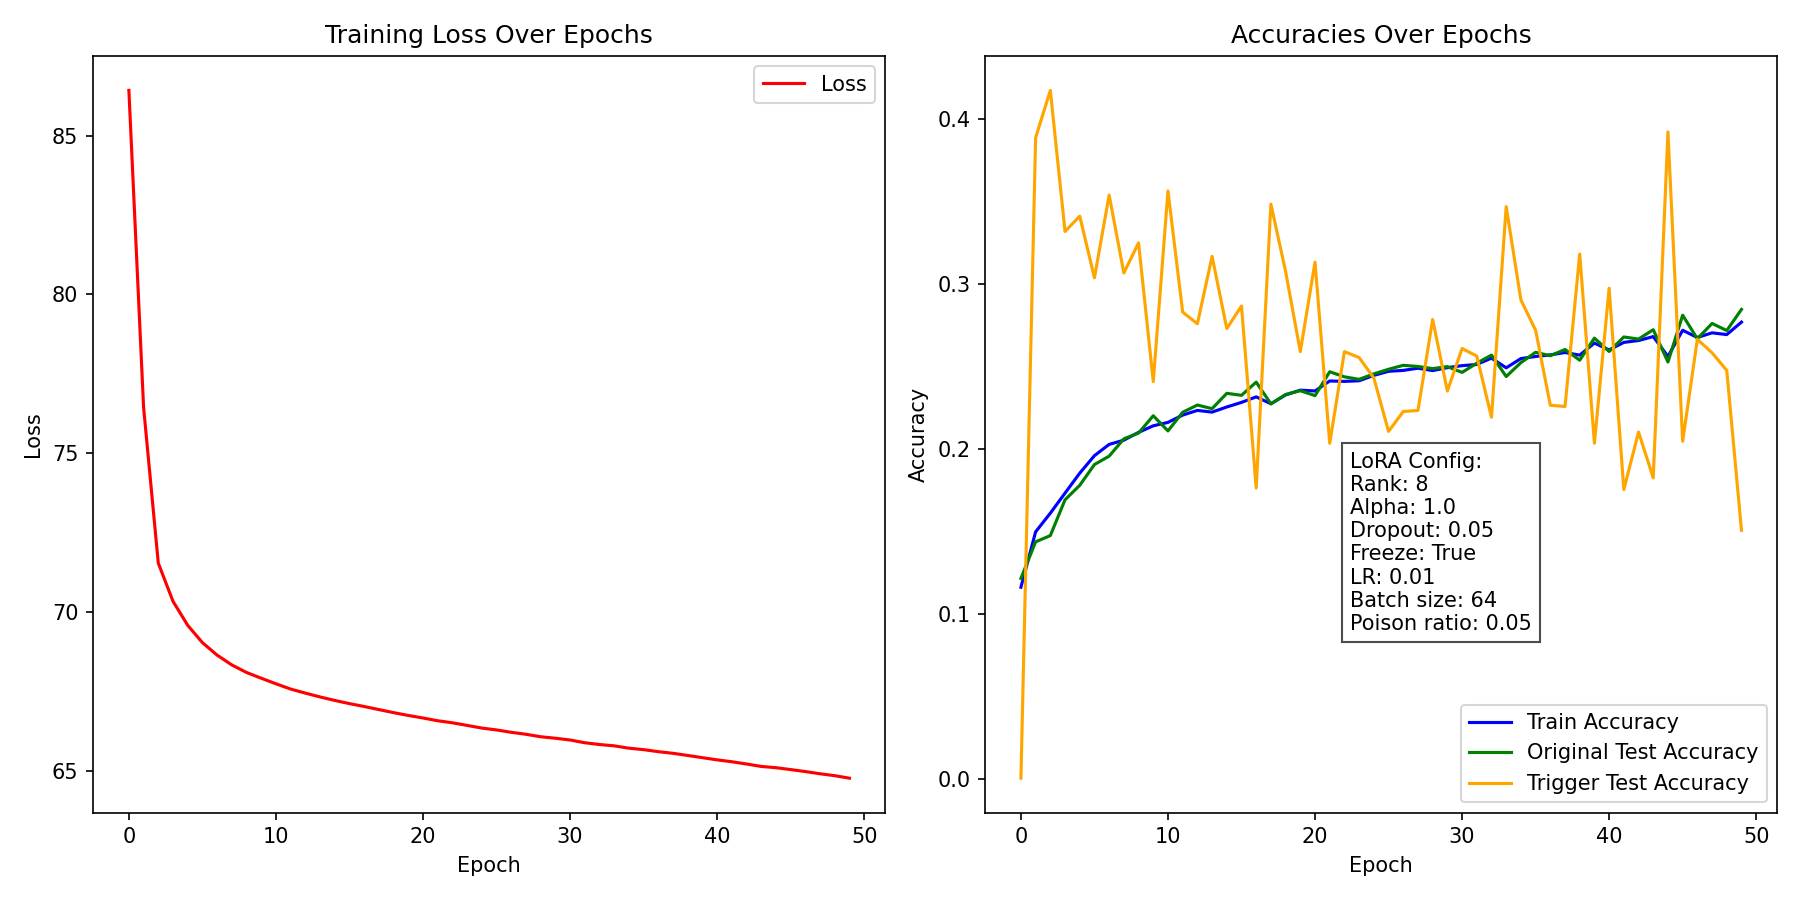 Training Loss Over Epochs
Loss
85
80
75
70
65
Loss
0 10 20 30 40 50
Epoch
Accuracies Over Epochs
0.4
0.3
0.2
0.1
0.0
Accuracy
LoRA Config:
Rank: 8
Alpha: 1.0
Dropout: 0.05
Freeze: True
LR: 0.01
Batch size: 64
Poison ratio: 0.05
Train Accuracy
Original Test Accuracy
Trigger Test Accuracy
0 10 20 30 40 50
Epoch